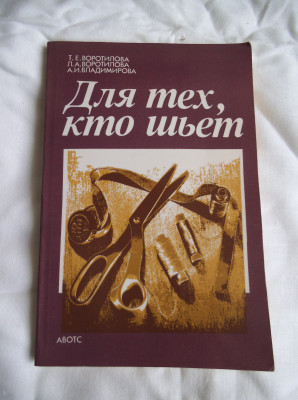 Т.Е.ВОРОТИЛОВА
Л.А.ВОРОТИЛОВА
А.И.ВЛАДИМИРОВА
Для тех,
кто шьет
АВОТС